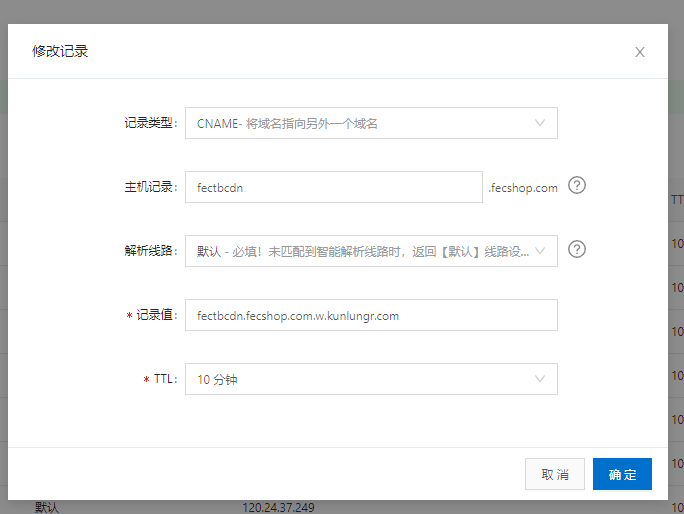 修改记录
记录类型：
CNAME- 将域名指向另外一个域名
主机记录：
fectbcdn
.fecshop.com
解析线路：
默认 - 必填！未匹配到智能解析线路时，返回【默认】线路设...
* 记录值：
fectbcdn.fecshop.com.w.kunlungr.com
* TTL：
10 分钟
取 消
确 定
TT
10
10
10
10
10
10
默认
120.24.37.249
10